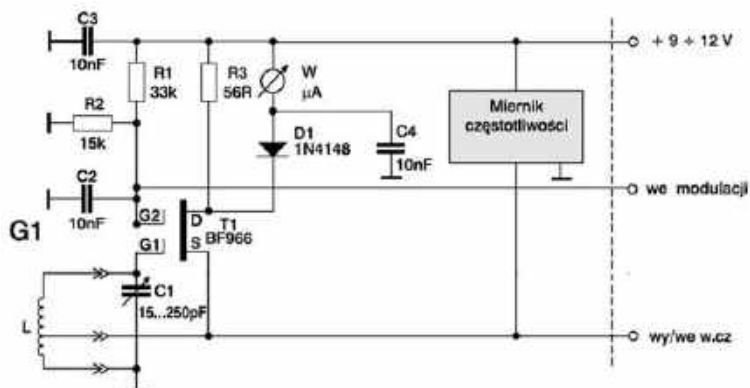 C3
10nF
R1
33k
R3
56R
W
µA
+ 9 ÷ 12 V
R2
15k
D1
1N4148
C4
10nF
Miernik
częstotliwości
C2
10nF
we modulacji
G1
G2
D
T1
BF966
G1
S
L
C1
15...250pF
wy/we w.cz